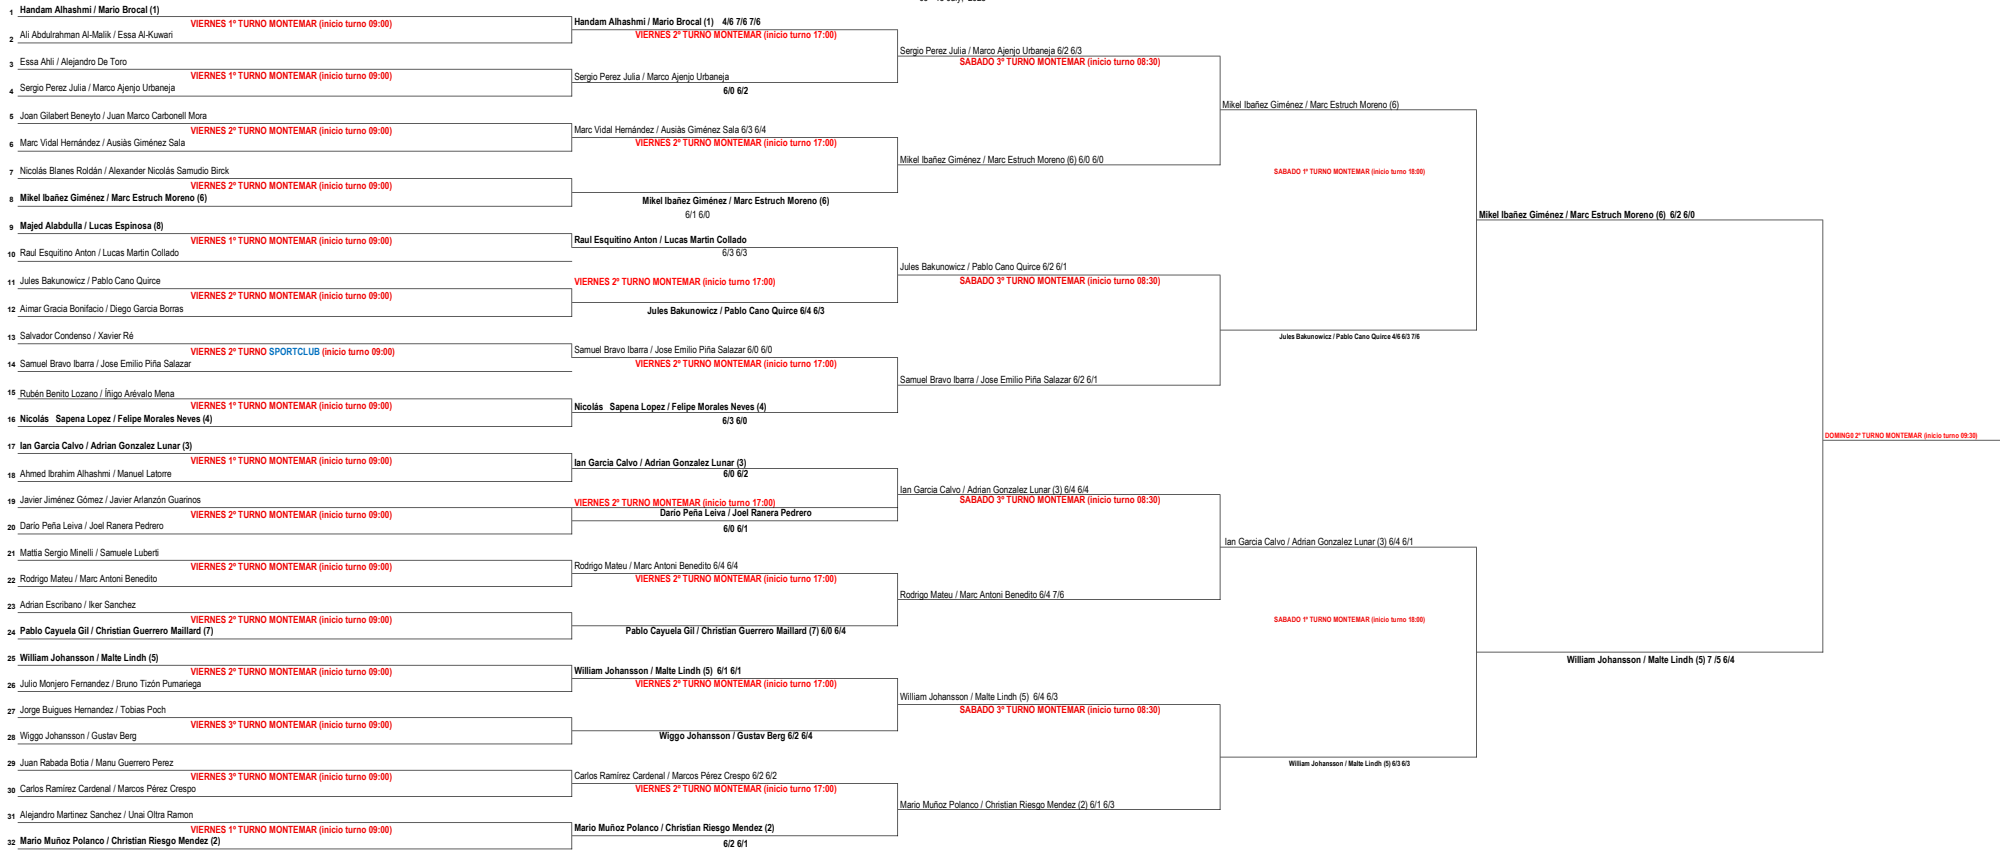 1 Handam Alhashmi / Mario Brocal (1)
VIERNES 1º TURNO MONTEMAR (inicio turno 09:00)
2 Ali Abdulrahman Al-Malik / Essa Al-Kuwari
3 Essa Ahli / Alejandro De Toro
VIERNES 1º TURNO MONTEMAR (inicio turno 09:00)
4 Sergio Perez Julia / Marco Ajenjo Urbaneja
5 Joan Gilabert Beneyto / Juan Marco Carbonell Mora
VIERNES 2º TURNO MONTEMAR (inicio turno 09:00)
6 Marc Vidal Hernández / Ausiàs Giménez Sala
7 Nicolás Blanes Roldán / Alexander Nicolás Samudio Birck
VIERNES 2º TURNO MONTEMAR (inicio turno 09:00)
8 Mikel Ibañez Giménez / Marc Estruch Moreno (6)
9 Majed Alabdulla / Lucas Espinosa (8)
VIERNES 1º TURNO MONTEMAR (inicio turno 09:00)
10 Raul Esquitino Anton / Lucas Martin Collado
11 Jules Bakunowicz / Pablo Cano Quirce
VIERNES 2º TURNO MONTEMAR (inicio turno 09:00)
12 Aimar Gracia Bonifacio / Diego Garcia Borras
13 Salvador Condenso / Xavier Ré
VIERNES 2º TURNO SPORTCLUB (inicio turno 09:00)
14 Samuel Bravo Ibarra / Jose Emilio Piña Salazar
15 Rubén Benito Lozano / Íñigo Arévalo Mena
VIERNES 1º TURNO MONTEMAR (inicio turno 09:00)
16 Nicolás Sapena Lopez / Felipe Morales Neves (4)
17 Ian Garcia Calvo / Adrian Gonzalez Lunar (3)
VIERNES 1º TURNO MONTEMAR (inicio turno 09:00)
18 Ahmed Ibrahim Alhashmi / Manuel Latorre
19 Javier Jiménez Gómez / Javier Arlanzón Guarinos
VIERNES 2º TURNO MONTEMAR (inicio turno 09:00)
20 Darío Peña Leiva / Joel Ranera Pedrero
21 Mattia Sergio Minelli / Samuele Luberti
VIERNES 2º TURNO MONTEMAR (inicio turno 09:00)
22 Rodrigo Mateu / Marc Antoni Benedito
23 Adrian Escribano / Iker Sanchez
VIERNES 2º TURNO MONTEMAR (inicio turno 09:00)
24 Pablo Cayuela Gil / Christian Guerrero Maillard (7)
25 William Johansson / Malte Lindh (5)
VIERNES 2º TURNO MONTEMAR (inicio turno 09:00)
26 Julio Monjero Fernandez / Bruno Tizón Pumariega
27 Jorge Buigues Hernandez / Tobias Poch
VIERNES 3º TURNO MONTEMAR (inicio turno 09:00)
28 Wiggo Johansson / Gustav Berg
29 Juan Rabada Botia / Manu Guerrero Perez
VIERNES 3º TURNO MONTEMAR (inicio turno 09:00)
30 Carlos Ramírez Cardenal / Marcos Pérez Crespo
31 Alejandro Martinez Sanchez / Unai Oltra Ramon
VIERNES 1º TURNO MONTEMAR (inicio turno 09:00)
32 Mario Muñoz Polanco / Christian Riesgo Mendez (2)
Handam Alhashmi / Mario Brocal (1) 4/6 7/6 7/6
VIERNES 2º TURNO MONTEMAR (inicio turno 17:00)
Sergio Perez Julia / Marco Ajenjo Urbaneja
6/0 6/2
Marc Vidal Hernández / Ausiàs Giménez Sala 6/3 6/4
VIERNES 2º TURNO MONTEMAR (inicio turno 17:00)
Mikel Ibañez Giménez / Marc Estruch Moreno (6)
6/1 6/0
Raul Esquitino Anton / Lucas Martin Collado
6/3 6/3
VIERNES 2º TURNO MONTEMAR (inicio turno 17:00)
Jules Bakunowicz / Pablo Cano Quirce 6/4 6/3
Samuel Bravo Ibarra / Jose Emilio Piña Salazar 6/0 6/0
VIERNES 2º TURNO MONTEMAR (inicio turno 17:00)
Nicolás Sapena Lopez / Felipe Morales Neves (4)
6/3 6/0
Ian Garcia Calvo / Adrian Gonzalez Lunar (3)
6/0 6/2
VIERNES 2º TURNO MONTEMAR (inicio turno 17:00)
Darío Peña Leiva / Joel Ranera Pedrero
6/0 6/1
Rodrigo Mateu / Marc Antoni Benedito 6/4 6/4
VIERNES 2º TURNO MONTEMAR (inicio turno 17:00)
Pablo Cayuela Gil / Christian Guerrero Maillard (7) 6/0 6/4
William Johansson / Malte Lindh (5) 6/1 6/1
VIERNES 2º TURNO MONTEMAR (inicio turno 17:00)
Wiggo Johansson / Gustav Berg 6/2 6/4
Carlos Ramírez Cardenal / Marcos Pérez Crespo 6/2 6/2
VIERNES 2º TURNO MONTEMAR (inicio turno 17:00)
Mario Muñoz Polanco / Christian Riesgo Mendez (2)
6/2 6/1
Sergio Perez Julia / Marco Ajenjo Urbaneja 6/2 6/3
SABADO 3º TURNO MONTEMAR (inicio turno 08:30)
Mikel Ibañez Giménez / Marc Estruch Moreno (6) 6/0 6/0
Jules Bakunowicz / Pablo Cano Quirce 6/2 6/1
SABADO 3º TURNO MONTEMAR (inicio turno 08:30)
Samuel Bravo Ibarra / Jose Emilio Piña Salazar 6/2 6/1
Ian Garcia Calvo / Adrian Gonzalez Lunar (3) 6/4 6/4
SABADO 3º TURNO MONTEMAR (inicio turno 08:30)
Rodrigo Mateu / Marc Antoni Benedito 6/4 7/6
William Johansson / Malte Lindh (5) 6/4 6/3
SABADO 3º TURNO MONTEMAR (inicio turno 08:30)
Mario Muñoz Polanco / Christian Riesgo Mendez (2) 6/1 6/3
Mikel Ibañez Giménez / Marc Estruch Moreno (6)
SABADO 1º TURNO MONTEMAR (inicio turno 18:00)
Jules Bakunowicz / Pablo Cano Quirce 4/6 6/3 7/6
Ian Garcia Calvo / Adrian Gonzalez Lunar (3) 6/4 6/1
SABADO 1º TURNO MONTEMAR (inicio turno 18:00)
William Johansson / Malte Lindh (5) 6/3 6/3
Mikel Ibañez Giménez / Marc Estruch Moreno (6) 6/2 6/0
William Johansson / Malte Lindh (5) 7 /5 6/4
DOMINGO 2º TURNO MONTEMAR (inicio turno 09:30)